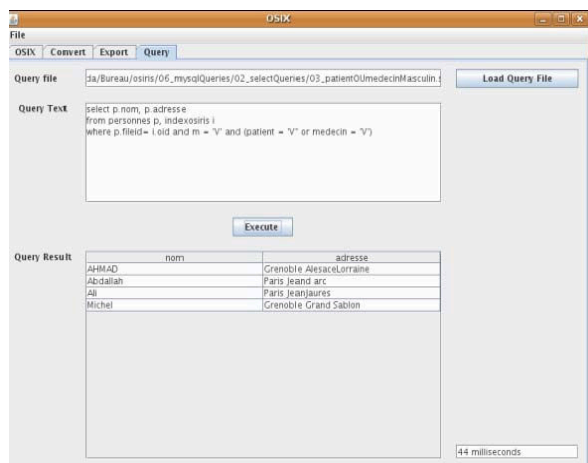 OSIX
File
OSIX Convert Export Query
Query file da/Bureau/osiris/06_mysqlQueries/02_selectQueries/03_patientOUmedecinMasculin.s Load Query File
Query Text select p.nom, p.adresse
from personnes p, indexosiris i
where p.fileid= i.oid and m = 'V' and (patient = 'V' or medecin = 'V')
Execute
Query Result nom adresse
AHMAD Grenoble AlesaceLorraine
Abdallah Paris Jeand arc
Ali Paris JeanJaures
Michel Grenoble Grand Sablon
44 milliseconds